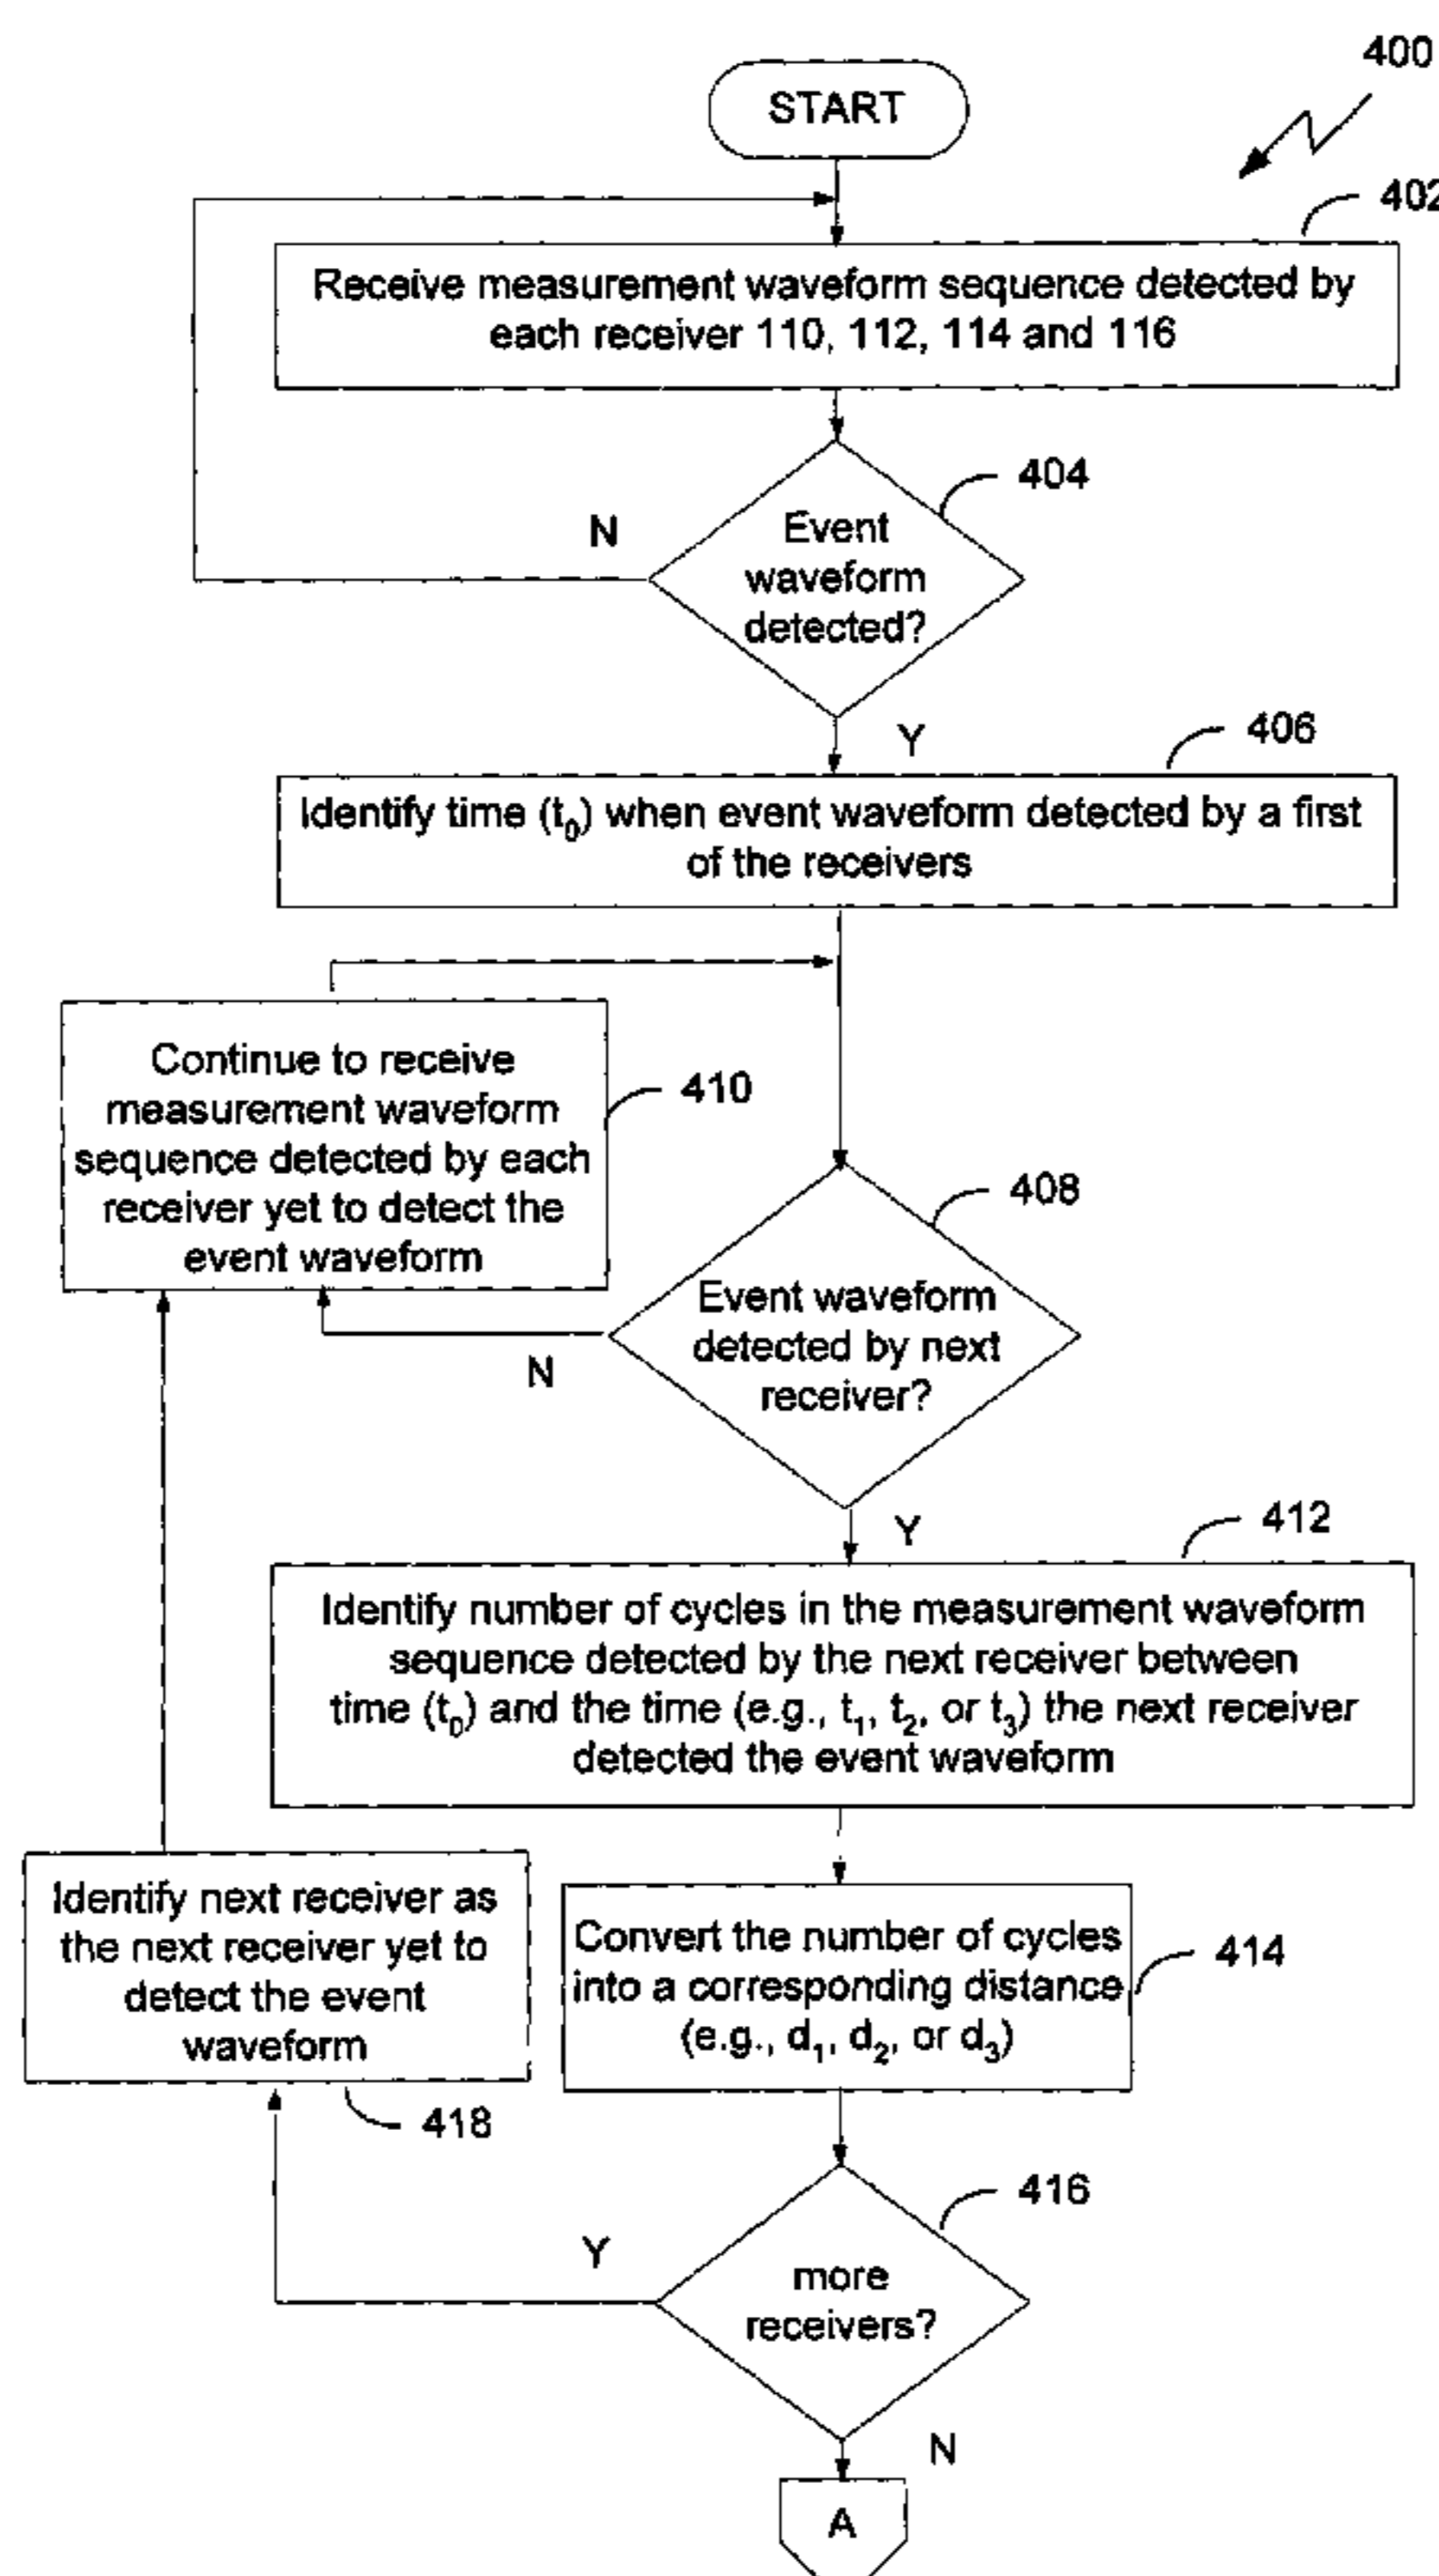 400
START
402
Receive measurement waveform sequence detected by
each receiver 110, 112, 114 and 116
404
N
Event
waveform
detected?
Y
406
Identify time (t₀) when event waveform detected by a first
of the receivers
Continue to receive
measurement waveform
sequence detected by each
receiver yet to detect the
event waveform
410
408
Event waveform
detected by next
receiver?
N
Y
412
Identify number of cycles in the measurement waveform
sequence detected by the next receiver between
time (t₀) and the time (e.g., t₁, t₂, or t₃) the next receiver
detected the event waveform
Identify next receiver as
the next receiver yet to
detect the event
waveform
418
Convert the number of cycles
into a corresponding distance
(e.g., d₁, d₂, or d₃)
414
416
Y
more
receivers?
N
A